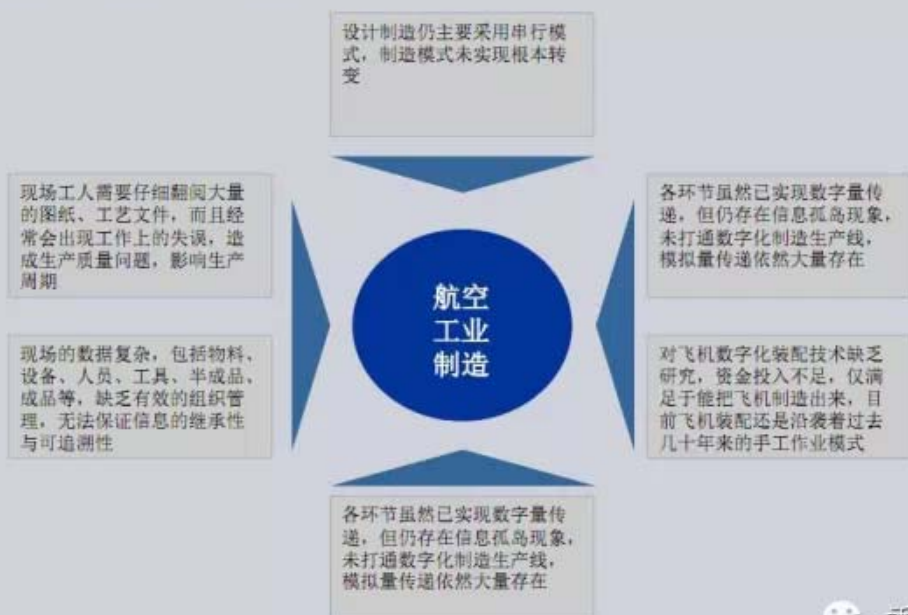 设计制造仍主要采用串行模
式，制造模式未实现根本转
变
现场工人需要仔细翻阅大量
的图纸、工艺文件，而且经
常会出现工作上的失误，造
成生产质量问题，影响生产
周期
各环节虽然已实现数字量传
递，但仍存在信息孤岛现象，
未打通数字化制造生产线，
模拟量传递依然大量存在
航空
工业
制造
现场的数据复杂，包括物料、
设备、人员、工具、半成品、
成品等，缺乏有效的组织管
理，无法保证信息的继承性
与可追溯性
对飞机数字化装配技术缺乏
研究，资金投入不足，仅满
足于能把飞机制造出来，目
前飞机装配还是沿袭着过去
几十年来的手工作业模式
各环节虽然已实现数字量传
递，但仍存在信息孤岛现象，
未打通数字化制造生产线，
模拟量传递依然大量存在